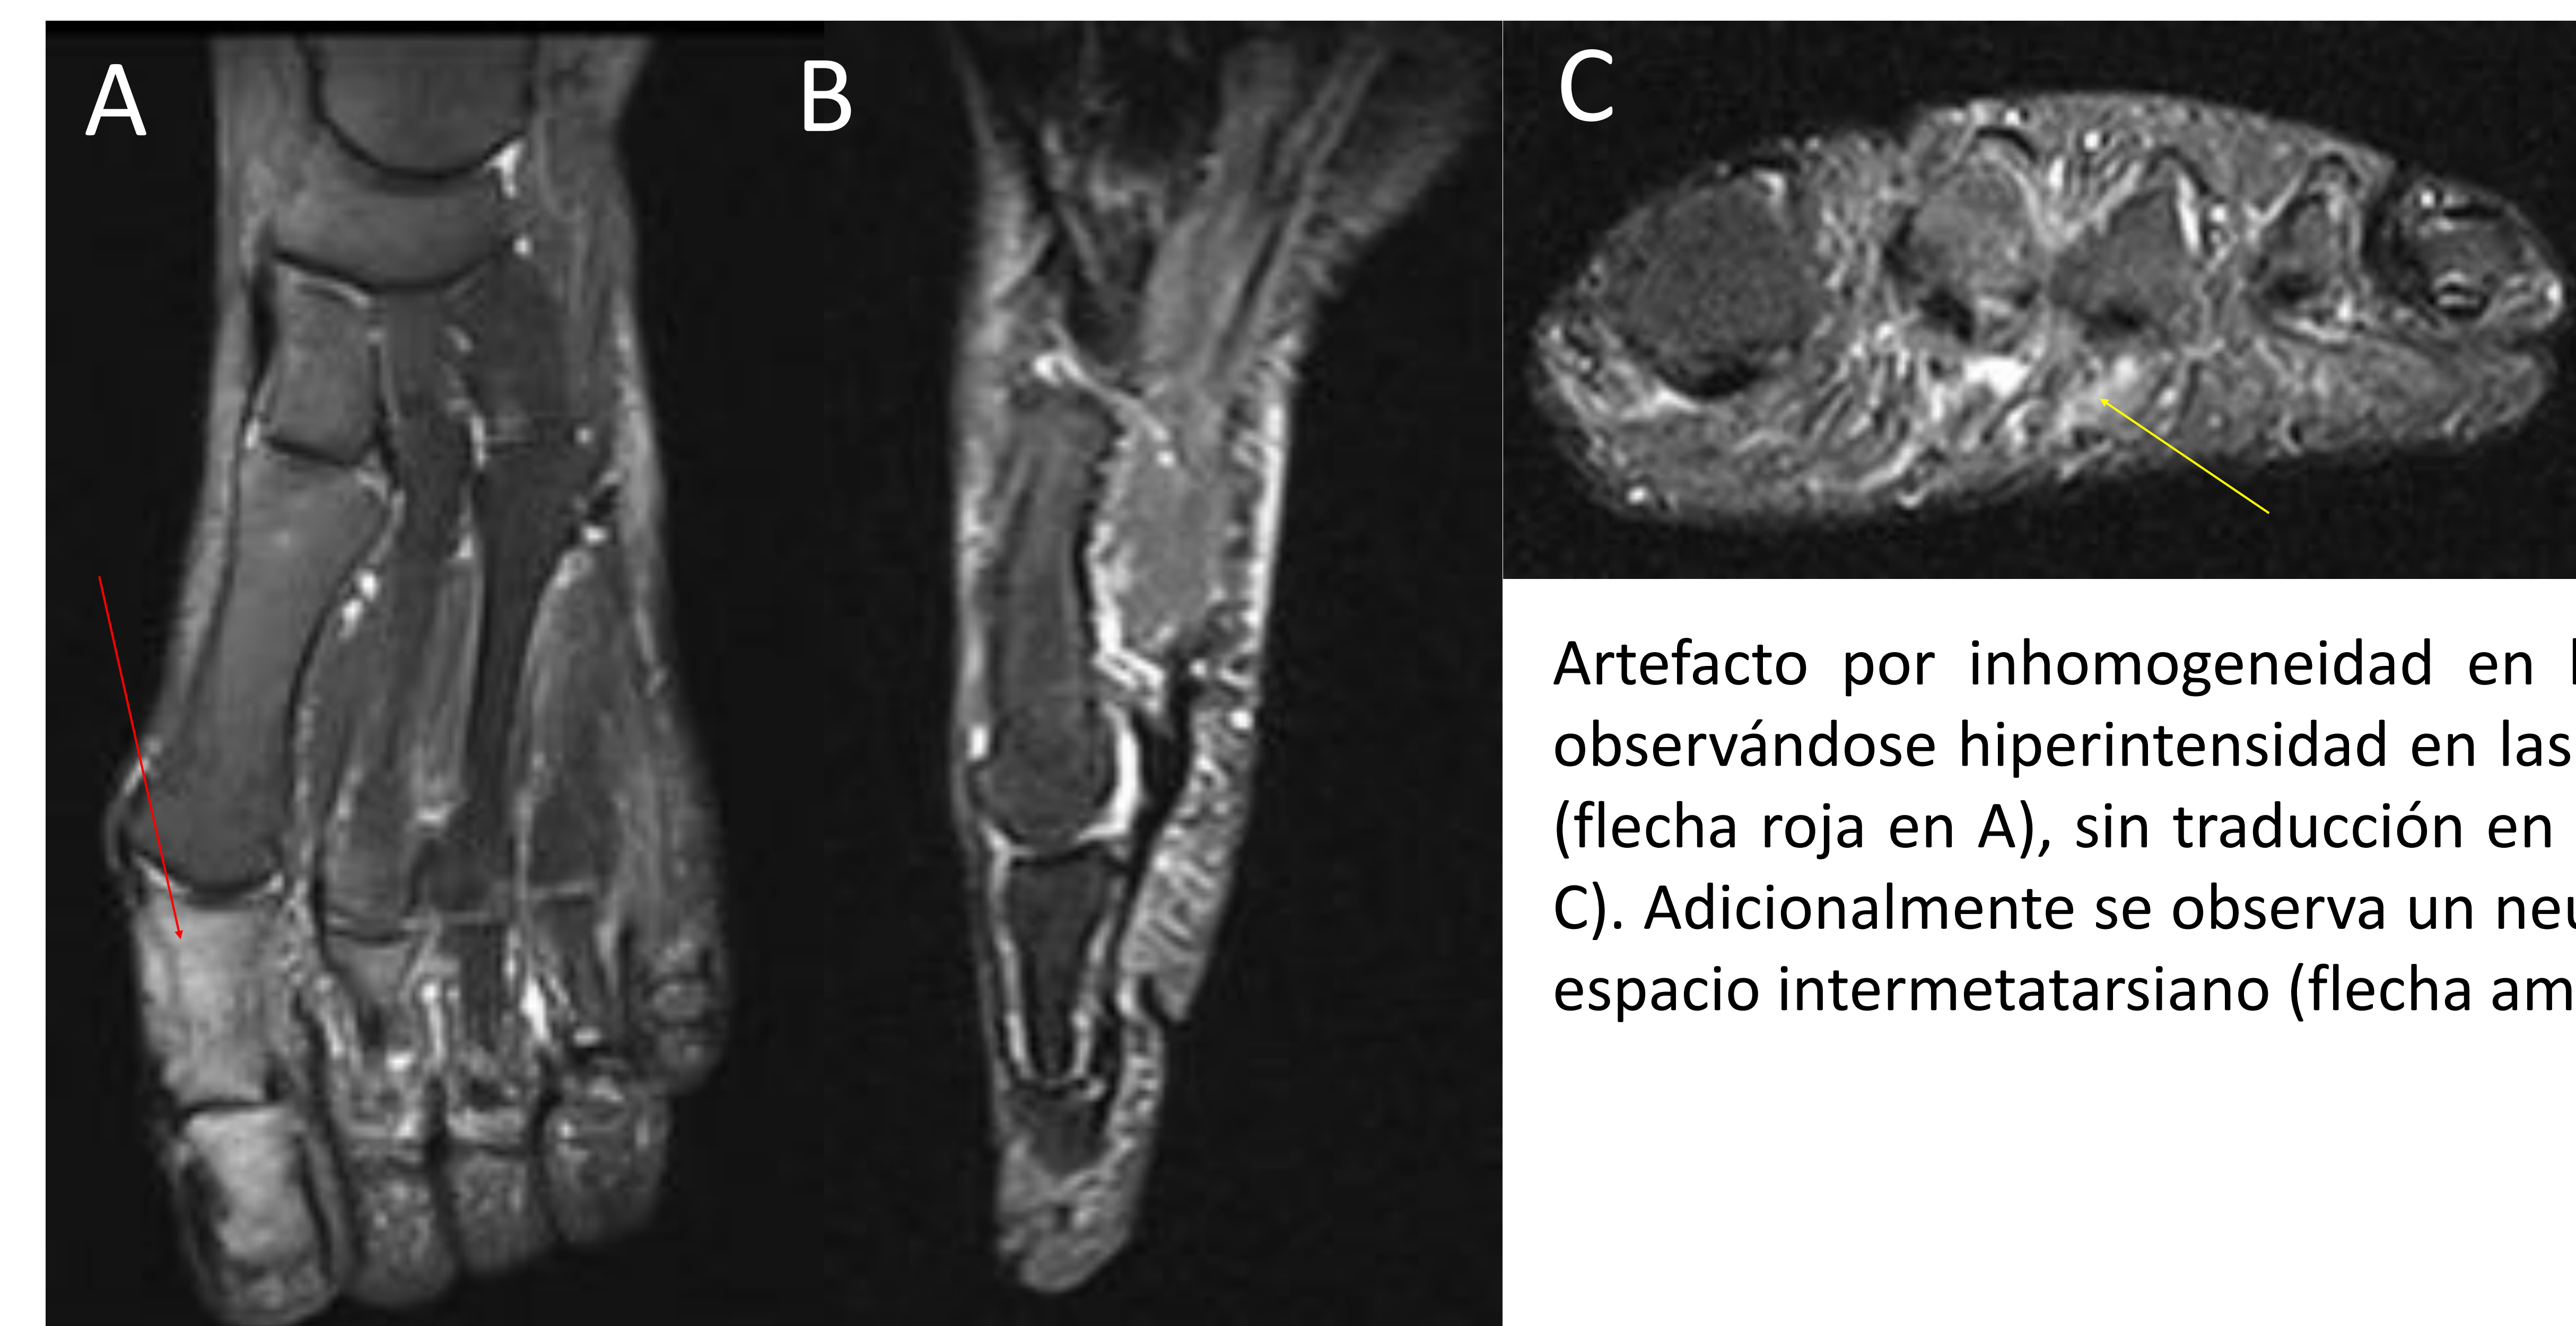 A
B
C
Artefacto por inhomogeneidad en
observándose hiperintensidad en las
(flecha roja en A), sin traducción en
C). Adicionalmente se observa un
espacio intermetatarsiano (flecha